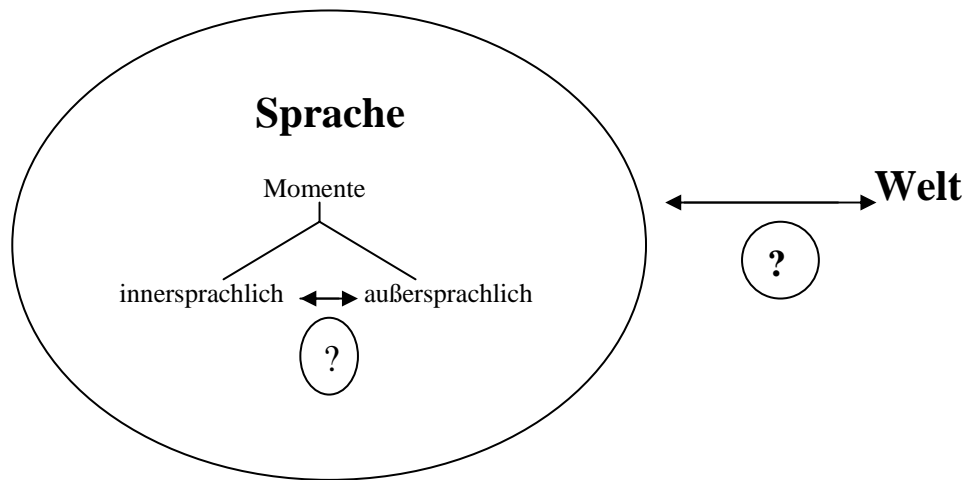 Sprache
Momente
innersprachlich
außersprachlich
?
Welt
?